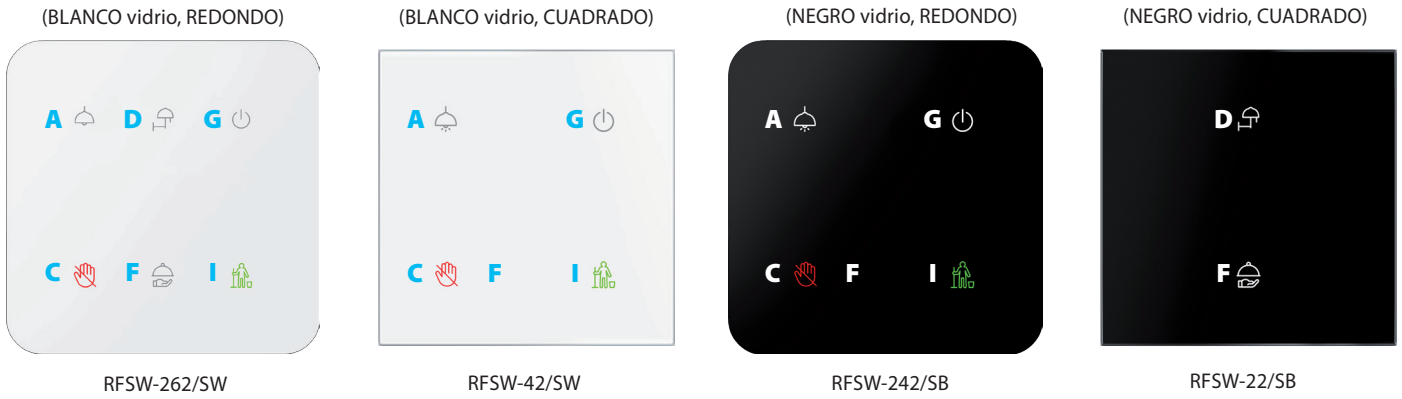 (BLANCO vidrio, REDONDO)
(BLANCO vidrio, CUADRADO)
(NEGRO vidrio, REDONDO)
(NEGRO vidrio, CUADRADO)
A D G
C F I
A G
C F I
A G
C F I
D
F
RFSW-262/SW
RFSW-42/SW
RFSW-242/SB
RFSW-22/SB